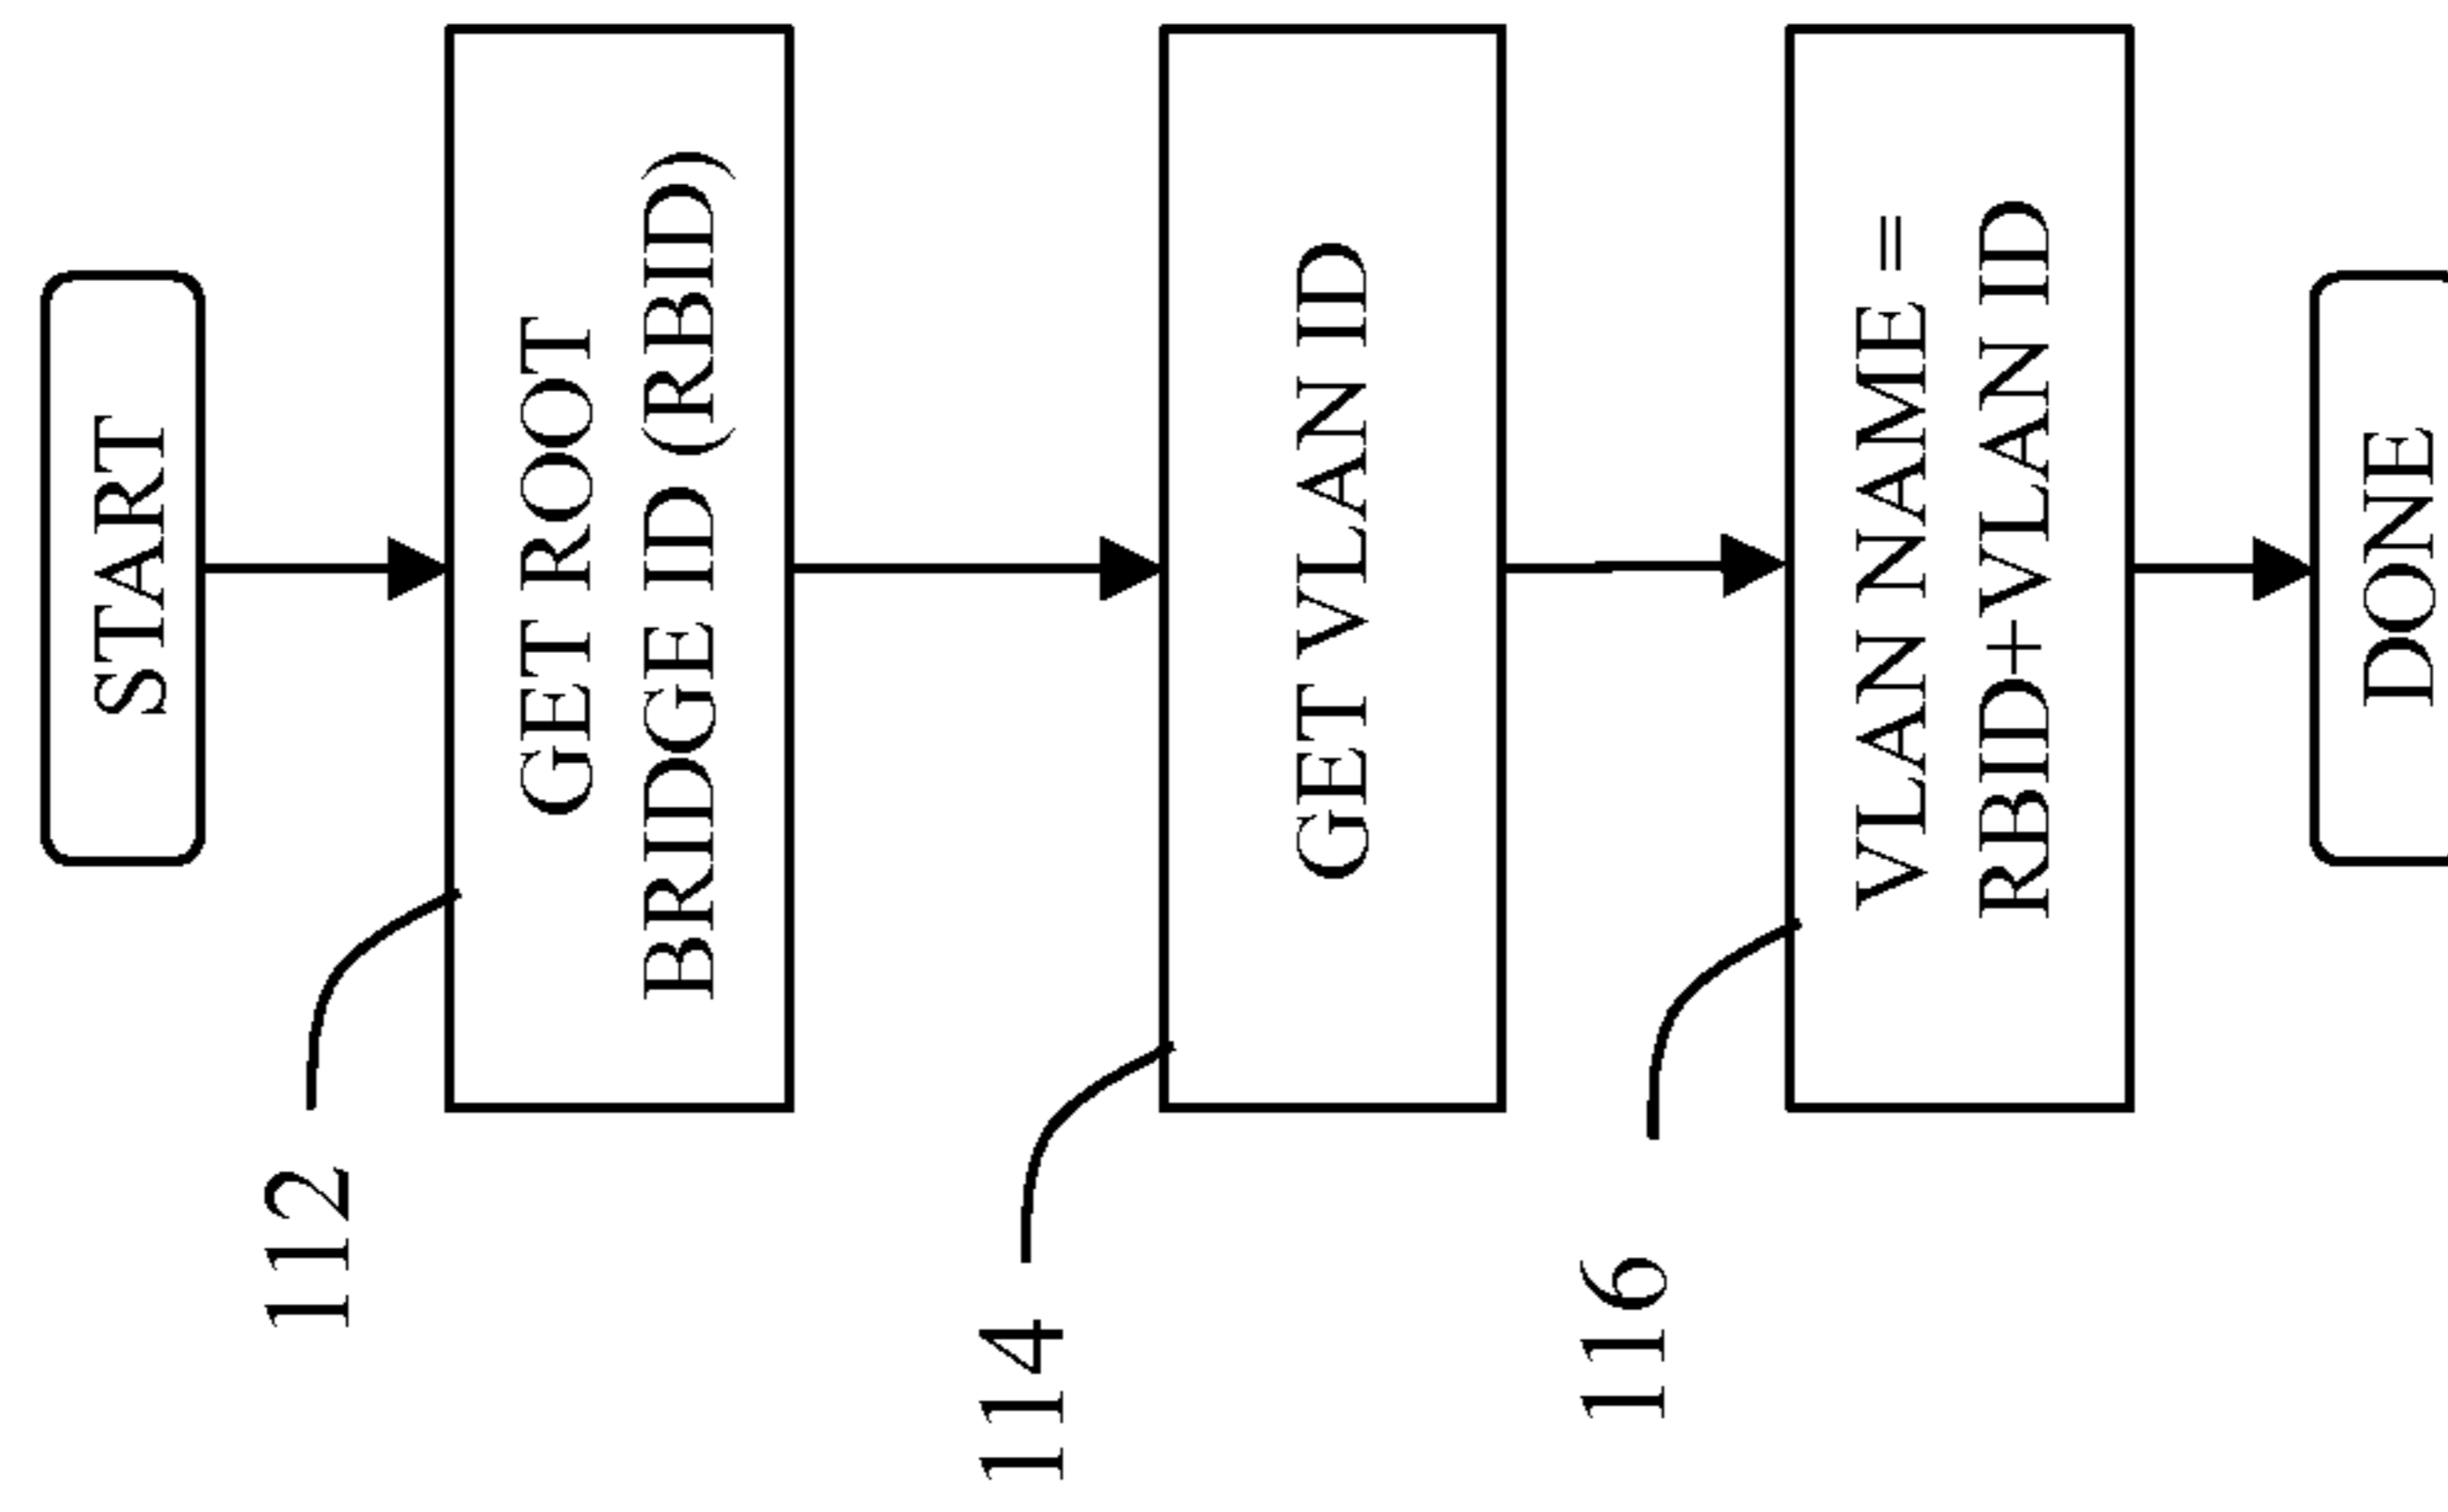 START
112
GET ROOT
BRIDGE ID (RBID)
114
GET VLAN ID
116
VLAN NAME =
RBID+VLAN ID
DONE